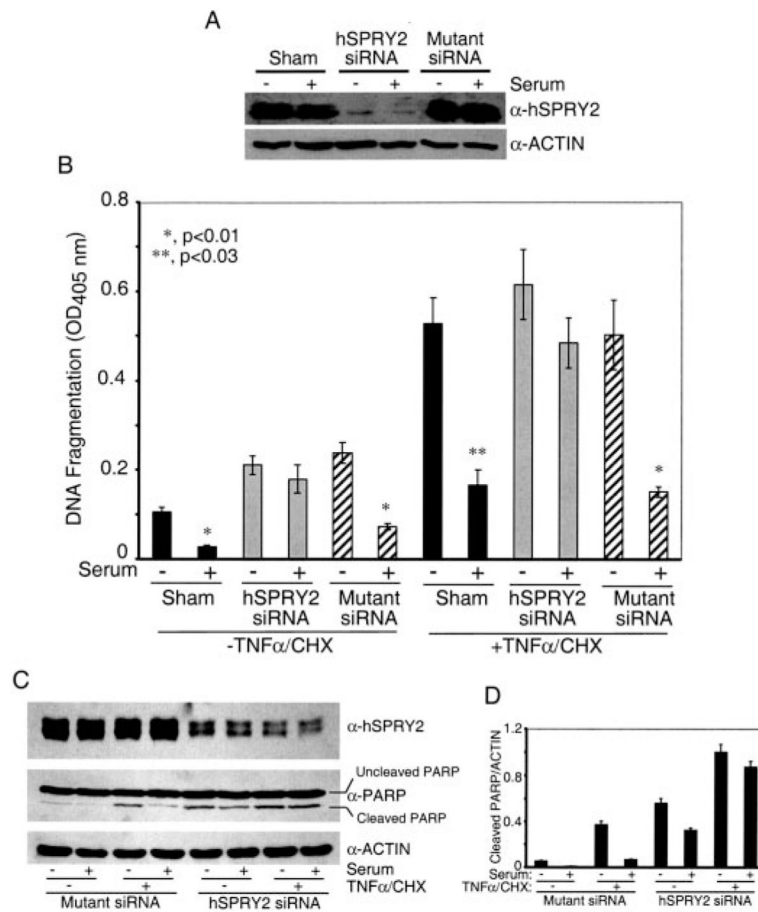 A
hSPRY2 Mutant
Sham siRNA siRNA
- + - + - + Serum
α-hSPRY2
α-ACTIN
B
DNA Fragmentation (OD405 nm)
0.8
0.6
0.4
0.2
0
*, p<0.01
**, p<0.03
* * ** *
Serum - + - + - + - + - + - +
Sham hSPRY2 siRNA Mutant siRNA Sham hSPRY2 siRNA Mutant siRNA
-TNFα/CHX +TNFα/CHX
C
α-hSPRY2
Uncleaved PARP
α-PARP
Cleaved PARP
α-ACTIN
- + - + - + - + Serum
- + - + TNFα/CHX
Mutant siRNA hSPRY2 siRNA
D
Cleaved PARP/ACTIN
1.2
0.8
0.4
0
Serum: - + - + - + - +
TNFα/CHX: - + - +
Mutant siRNA hSPRY2 siRNA